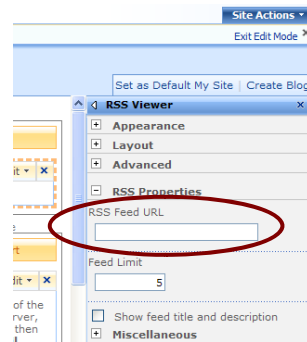 Site Actions
Exit Edit Mode
Set as Default My Site | Create Blog
RSS Viewer
Appearance
Layout
Advanced
RSS Properties
RSS Feed URL
Feed Limit
5
Show feed title and description
Miscellaneous
of the
then